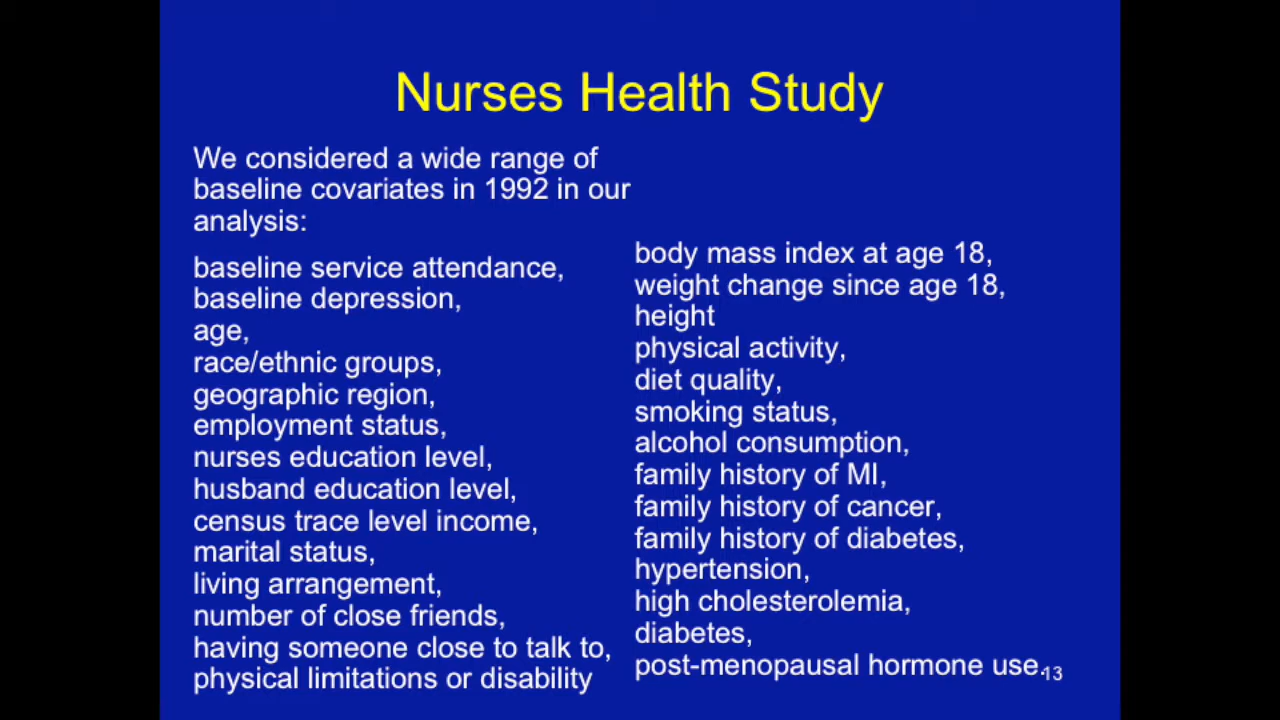 Nurses Health Study
We considered a wide range of
baseline covariates in 1992 in our
analysis:
baseline service attendance,
baseline depression,
age,
race/ethnic groups,
geographic region,
employment status,
nurses education level,
husband education level,
census trace level income,
marital status,
living arrangement,
number of close friends,
having someone close to talk to,
physical limitations or disability
body mass index at age 18,
weight change since age 18,
height
physical activity,
diet quality,
smoking status,
alcohol consumption,
family history of MI,
family history of cancer,
family history of diabetes,
hypertension,
high cholesterolemia,
diabetes,
post-menopausal hormone use.
13